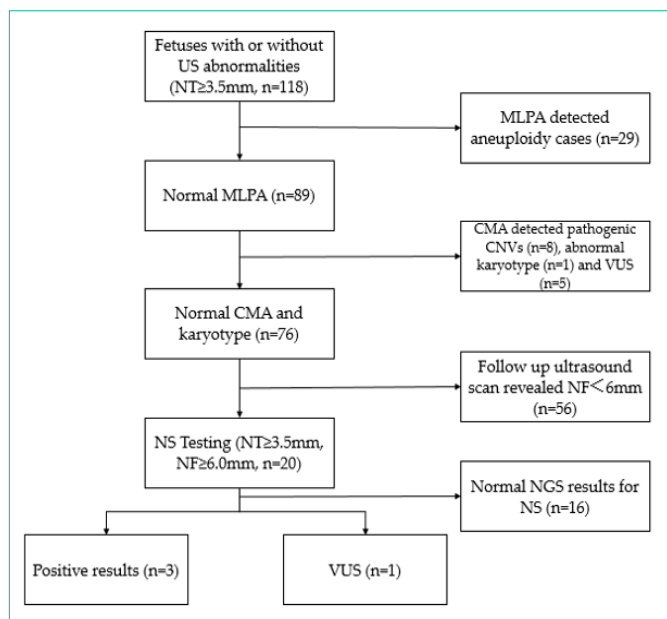 Fetuses with or without
US abnormalities
(NT≥3.5mm, n=118)
MLPA detected
aneuploidy cases (n=29)
Normal MLPA (n=89)
CMA detected pathogenic
CNVs (n=8), abnormal
karyotype (n=1) and VUS
(n=5)
Normal CMA and
karyotype (n=76)
Follow up ultrasound
scan revealed NF＜6mm
(n=56)
NS Testing (NT≥3.5mm,
NF≥6.0mm, n=20)
Normal NGS results for
NS (n=16)
Positive results (n=3)
VUS (n=1)